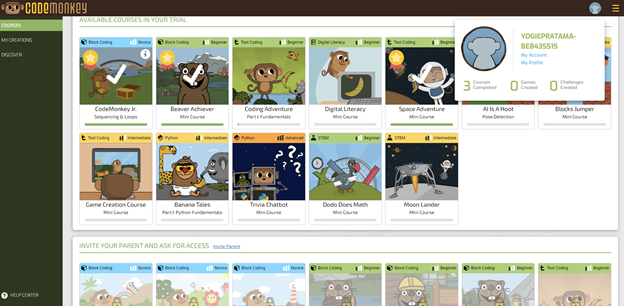 CODEMONKEY
COURSES
MY CREATIONS
DISCOVER
HELP CENTER
AVAILABLE COURSES IN YOUR TRIAL
YOGIEPRATAMA-
BE8435515
My Account
My Profile
3 Courses Completed
0 Games Created
0 Challenges Created
Block Coding Novice
CodeMonkey Jr.
Sequencing & Loops
Block Coding Beginner
Beaver Achiever
Mini Course
Text Coding Beginner
Coding Adventure
Part I: Fundamentals
Digital Literacy Beginner
Digital Literacy
Mini Course
Text Coding
Space Adventure
Mini Course
AI Is A Hoot
Pose Detection
Blocks Jumper
Mini Course
Text Coding Intermediate
Game Creation Course
Mini Course
Python Intermediate
Banana Tales
Part I: Python Fundamentals
Python Advanced
Trivia Chatbot
Mini Course
STEM Beginner
Dodo Does Math
Mini Course
STEM Intermediate
Moon Lander
Mini Course
INVITE YOUR PARENT AND ASK FOR ACCESS Invite Parent
Block Coding Novice
Block Coding Novice
Block Coding Novice
Block Coding Beginner
Block Coding Beginner
Block Coding Beginner
Text Coding Beginner